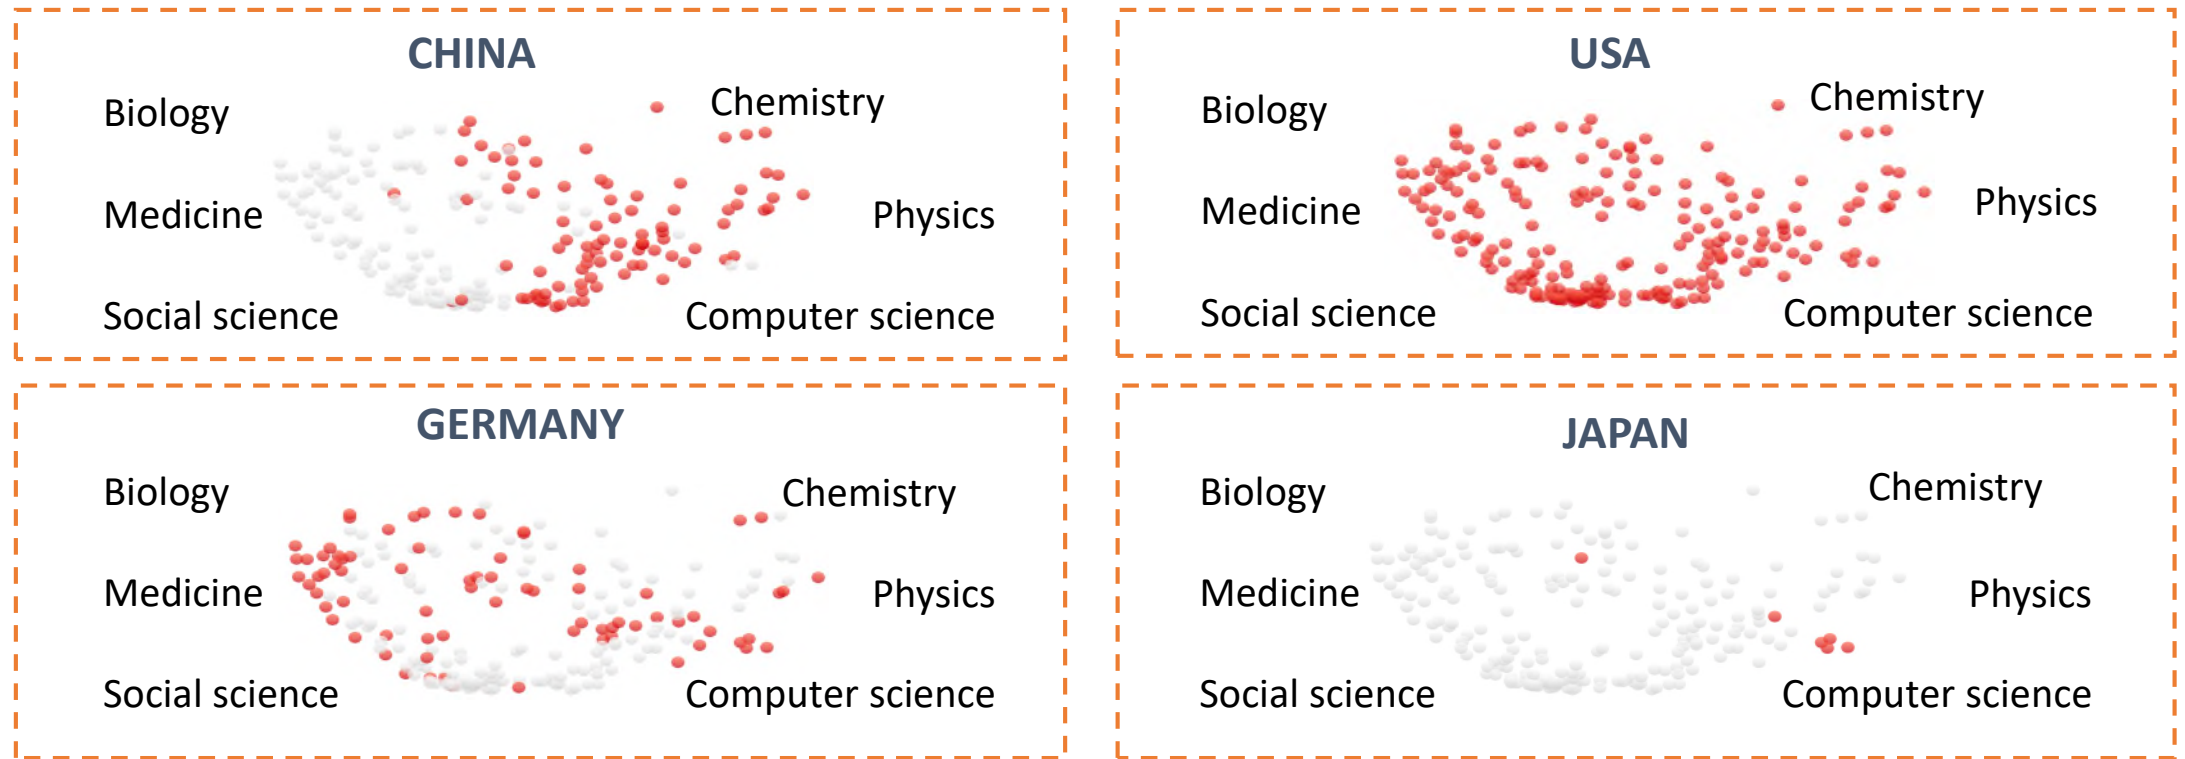 CHINA
Biology
Chemistry
Medicine
Physics
Social science
Computer science
USA
Biology
Chemistry
Medicine
Physics
Social science
Computer science
GERMANY
Biology
Chemistry
Medicine
Physics
Social science
Computer science
JAPAN
Biology
Chemistry
Medicine
Physics
Social science
Computer science